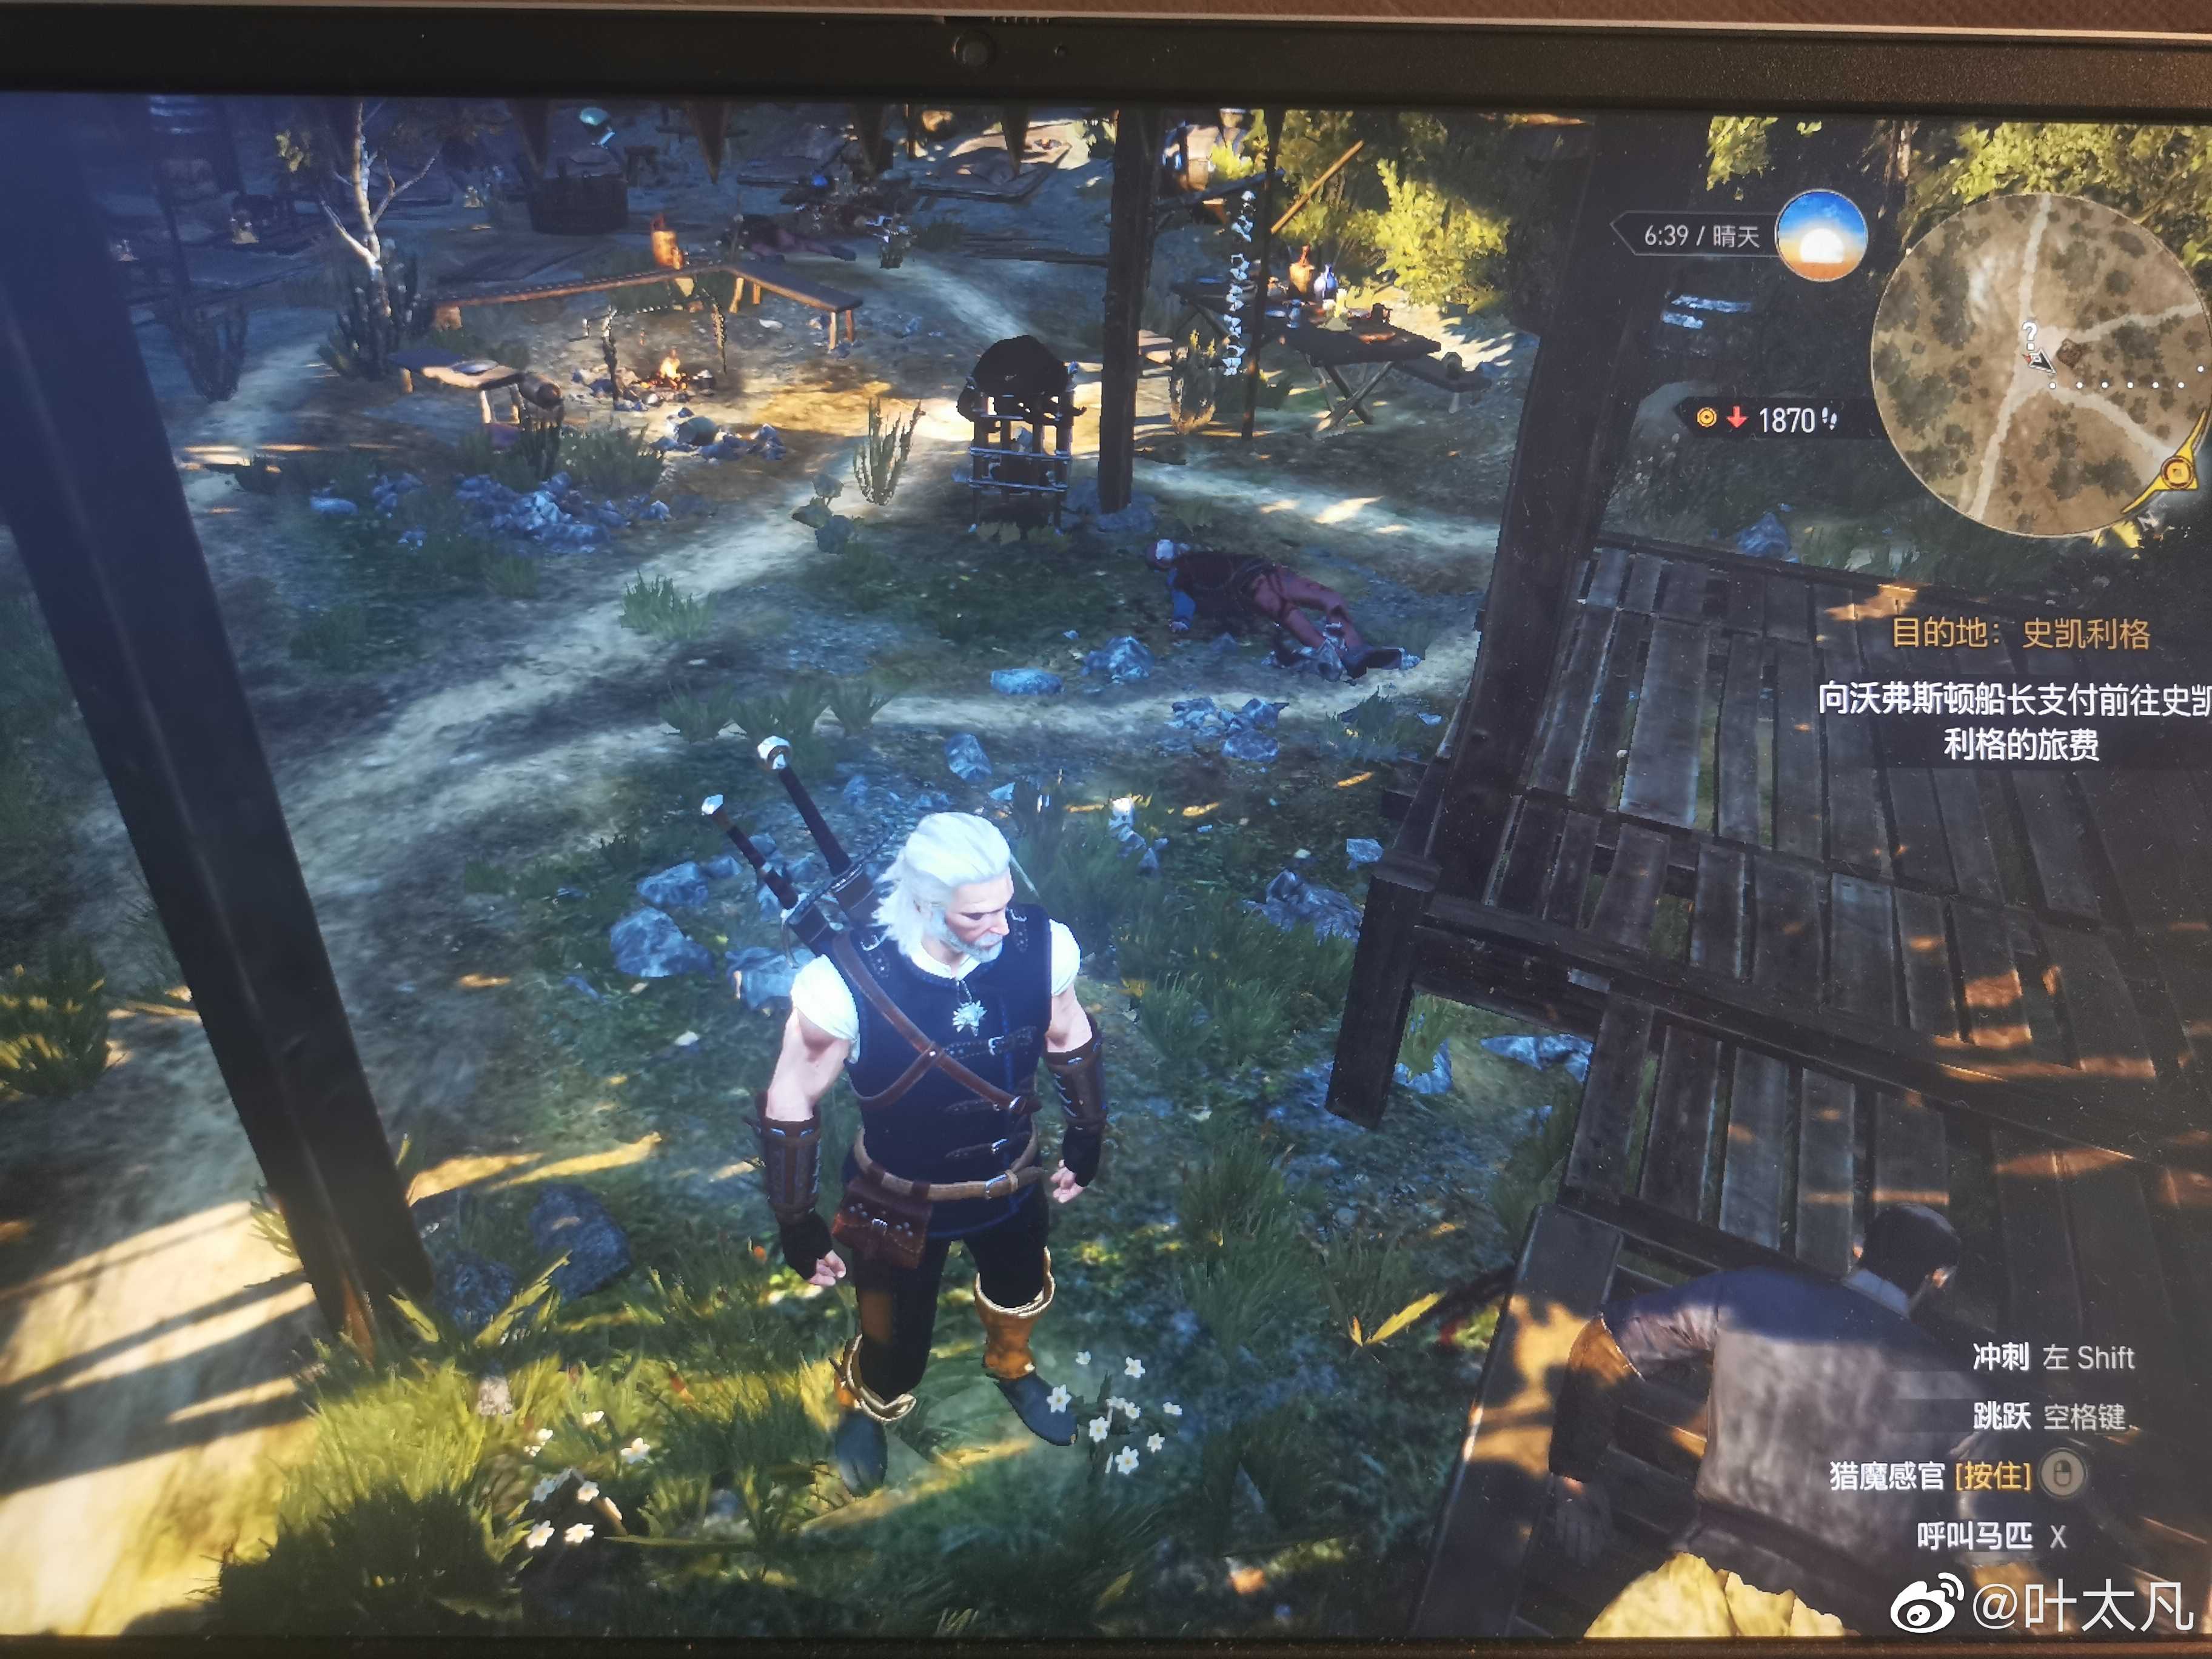 6:39 / 晴天
?
1870
N
目的地：史凯利格
向沃弗斯顿船长支付前往史凯
利格的旅费
冲刺 左 Shift
跳跃 空格键
猎魔感官 [按住]
呼叫马匹 X
@叶太凡